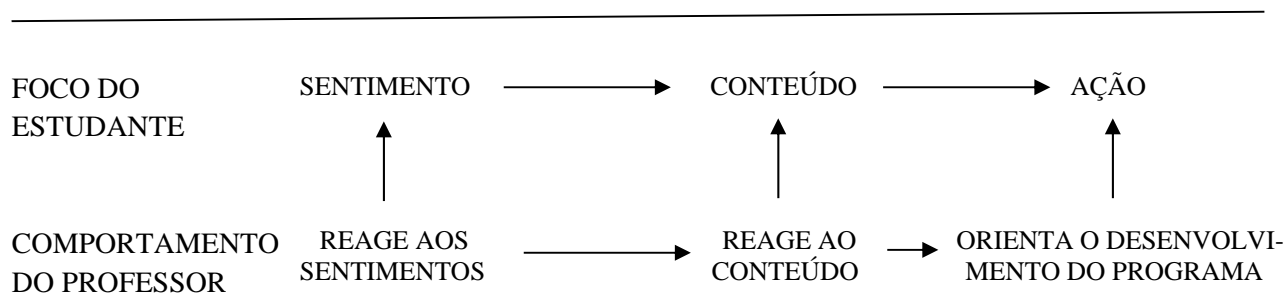 FOCO DO
ESTUDANTE
SENTIMENTO
CONTEÚDO
AÇÃO
COMPORTAMENTO
DO PROFESSOR
REAGE AOS
SENTIMENTOS
REAGE AO
CONTEÚDO
ORIENTA O DESENVOLVI-
MENTO DO PROGRAMA